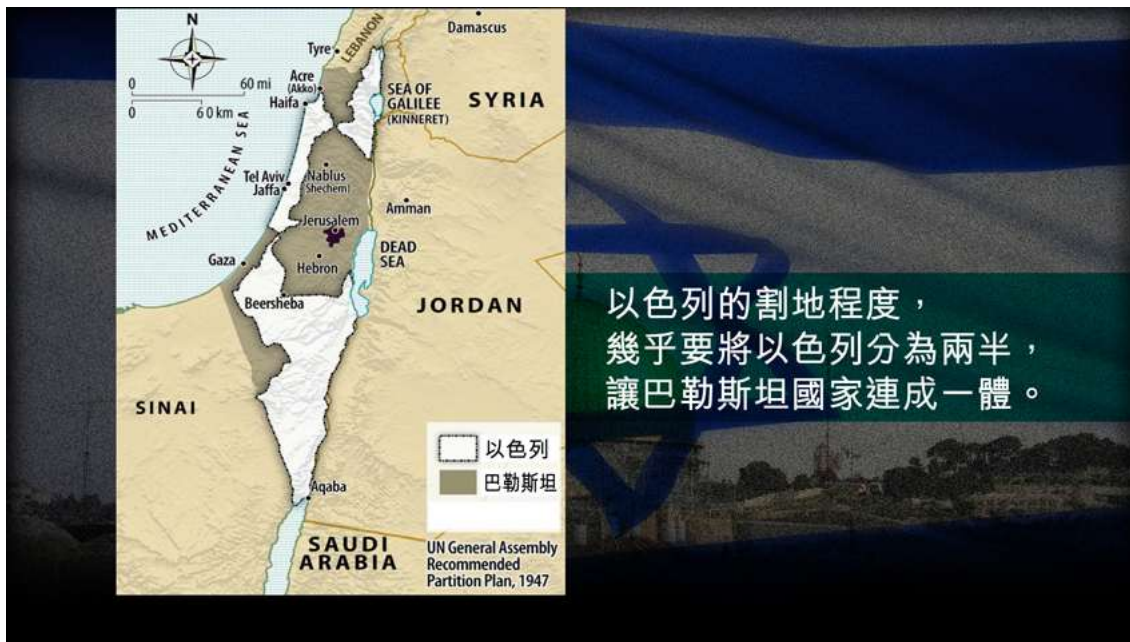 N
0 60 mi
0 60 km
MEDITERRANEAN SEA
Damascus
LEBANON
Tyre
Acre
(Akko)
Haifa
SEA OF
GALILEE
(KINNERET)
SYRIA
Tel Aviv
Jaffa
Nablus
(Shechem)
Amman
Jerusalem
DEAD
SEA
Gaza
Hebron
Beersheba
JORDAN
SINAI
Aqaba
SAUDI
ARABIA
以色列
巴勒斯坦
UN General Assembly
Recommended
Partition Plan, 1947
以色列的割地程度，
幾乎要將以色列分為兩半，
讓巴勒斯坦國家連成一體。